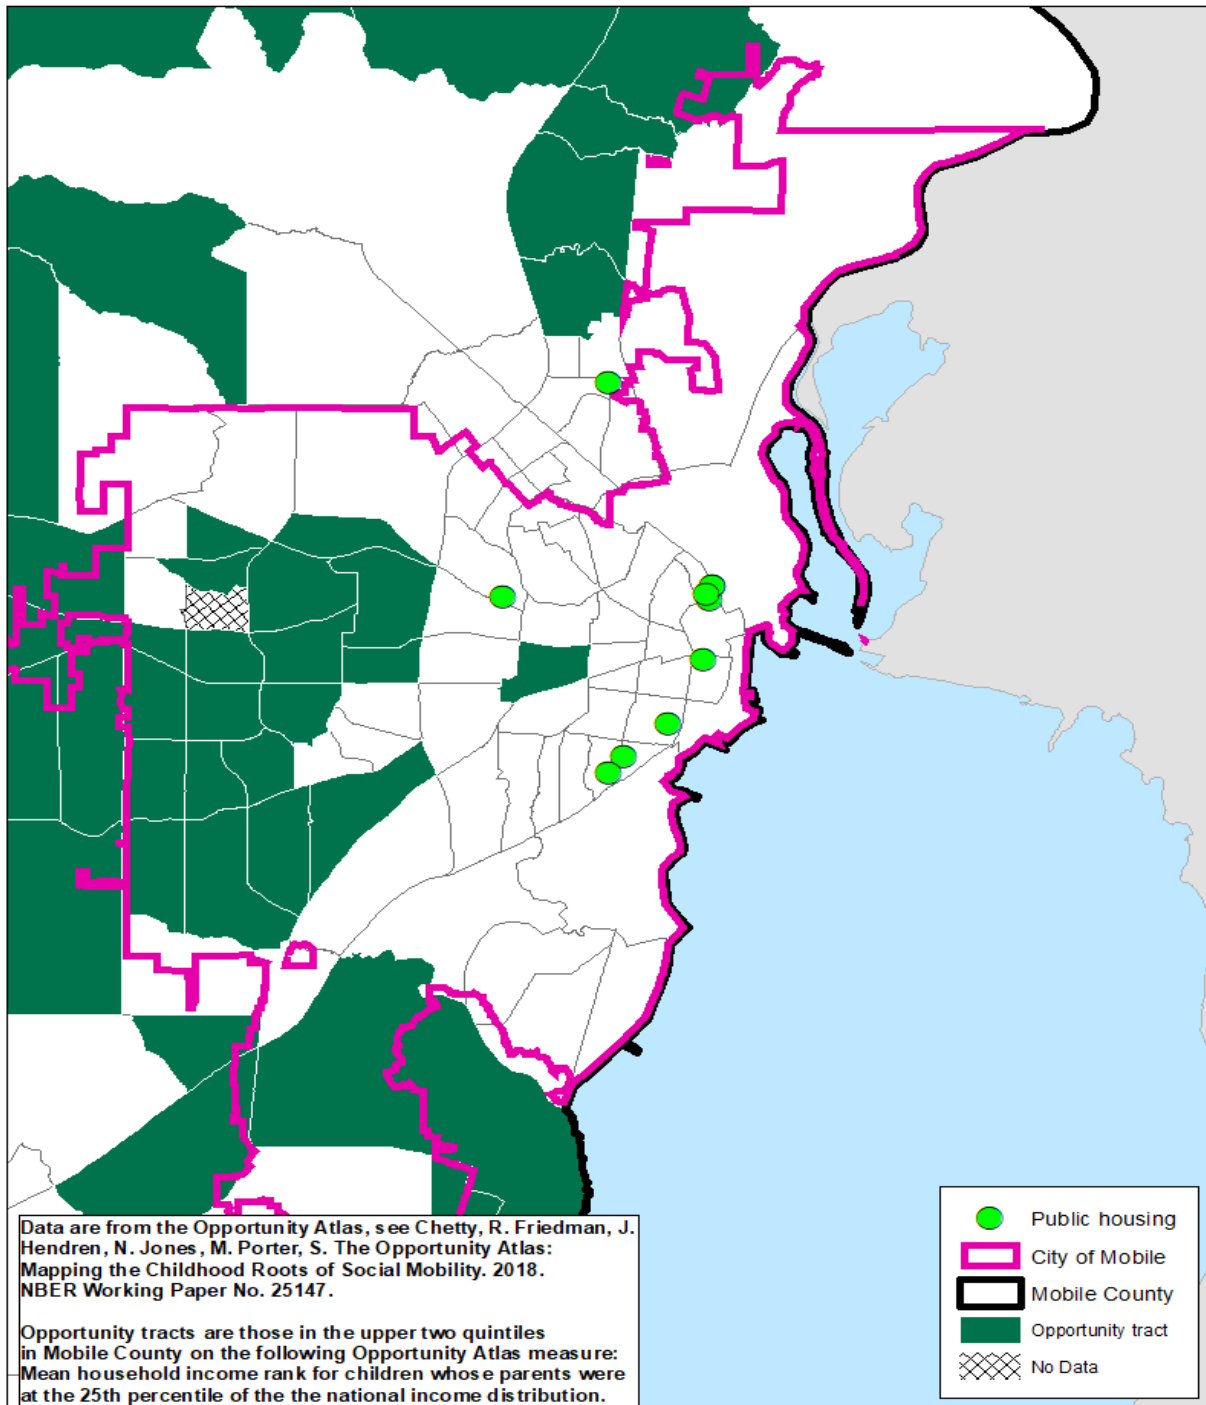 Data are from the Opportunity Atlas, see Chetty, R. Friedman, J.
Hendren, N. Jones, M. Porter, S. The Opportunity Atlas:
Mapping the Childhood Roots of Social Mobility. 2018.
NBER Working Paper No. 25147.
Opportunity tracts are those in the upper two quintiles
in Mobile County on the following Opportunity Atlas measure:
Mean household income rank for children whose parents were
at the 25th percentile of the the national income distribution.
Public housing
City of Mobile
Mobile County
Opportunity tract
No Data